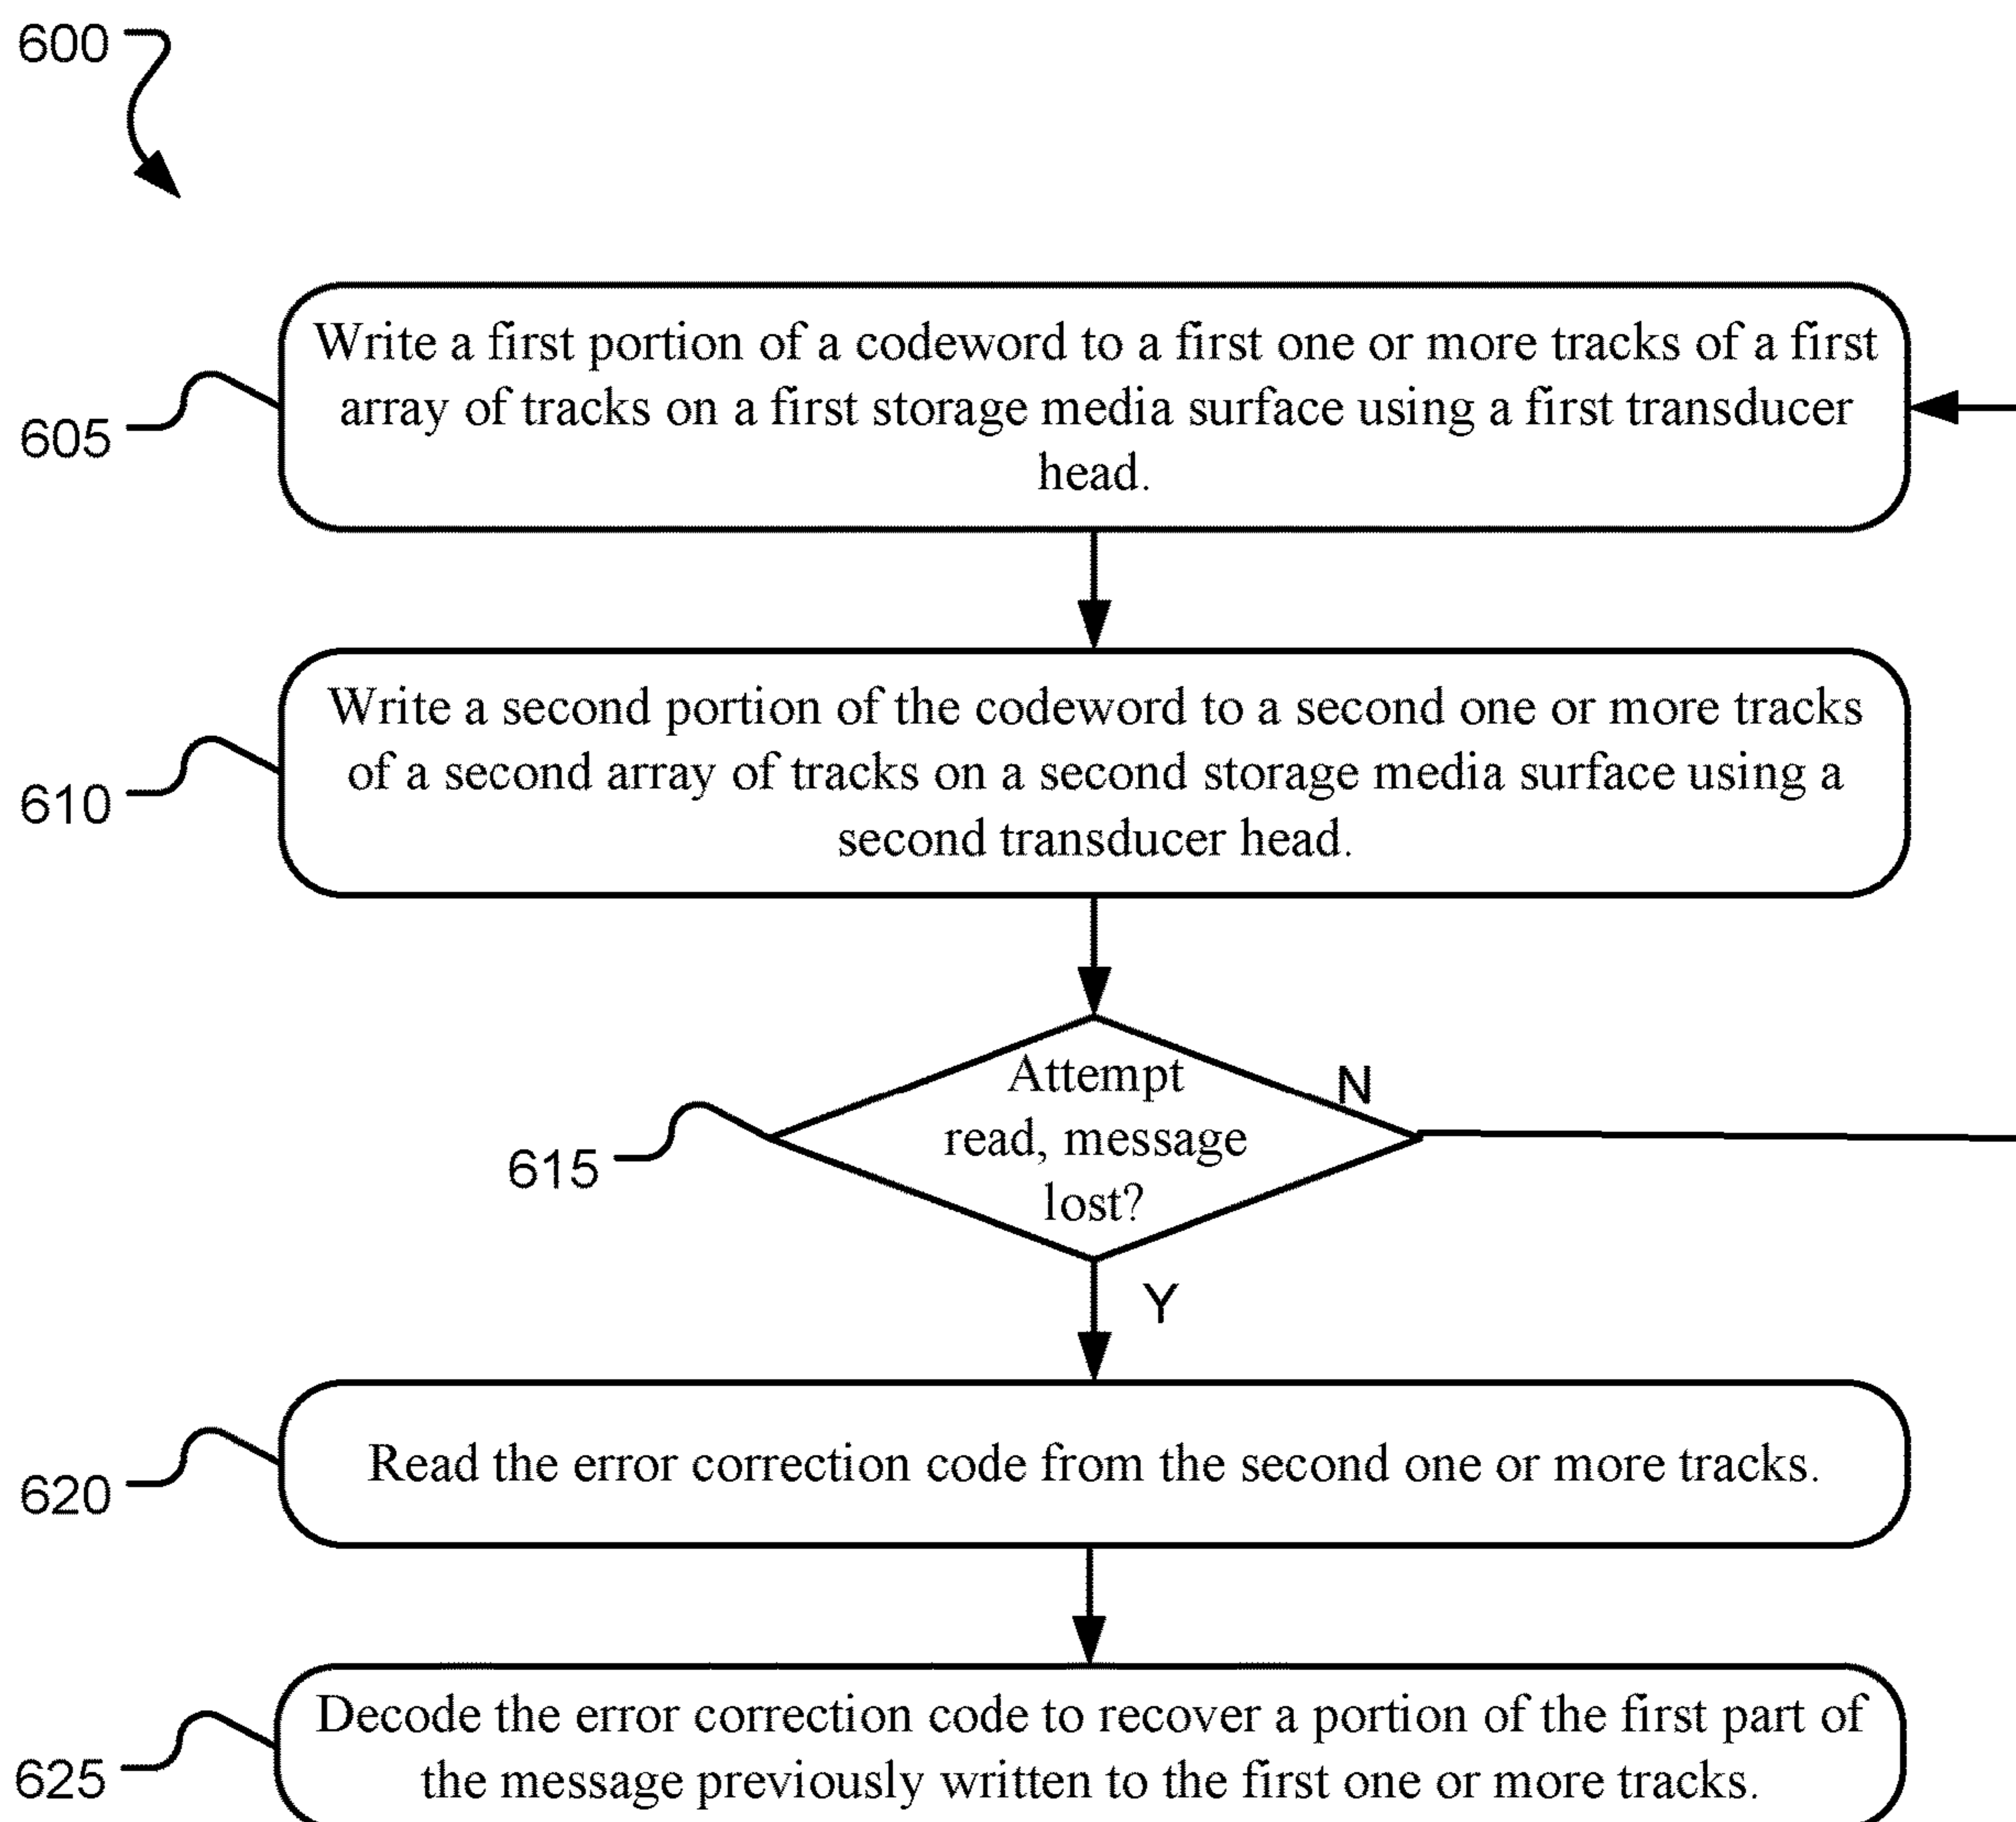 600
Write a first portion of a codeword to a first one or more tracks of a first
array of tracks on a first storage media surface using a first transducer
head.
605
Write a second portion of the codeword to a second one or more tracks
of a second array of tracks on a second storage media surface using a
second transducer head.
610
Attempt
read, message
lost?
N
615
Y
Read the error correction code from the second one or more tracks.
620
Decode the error correction code to recover a portion of the first part of
the message previously written to the first one or more tracks.
625